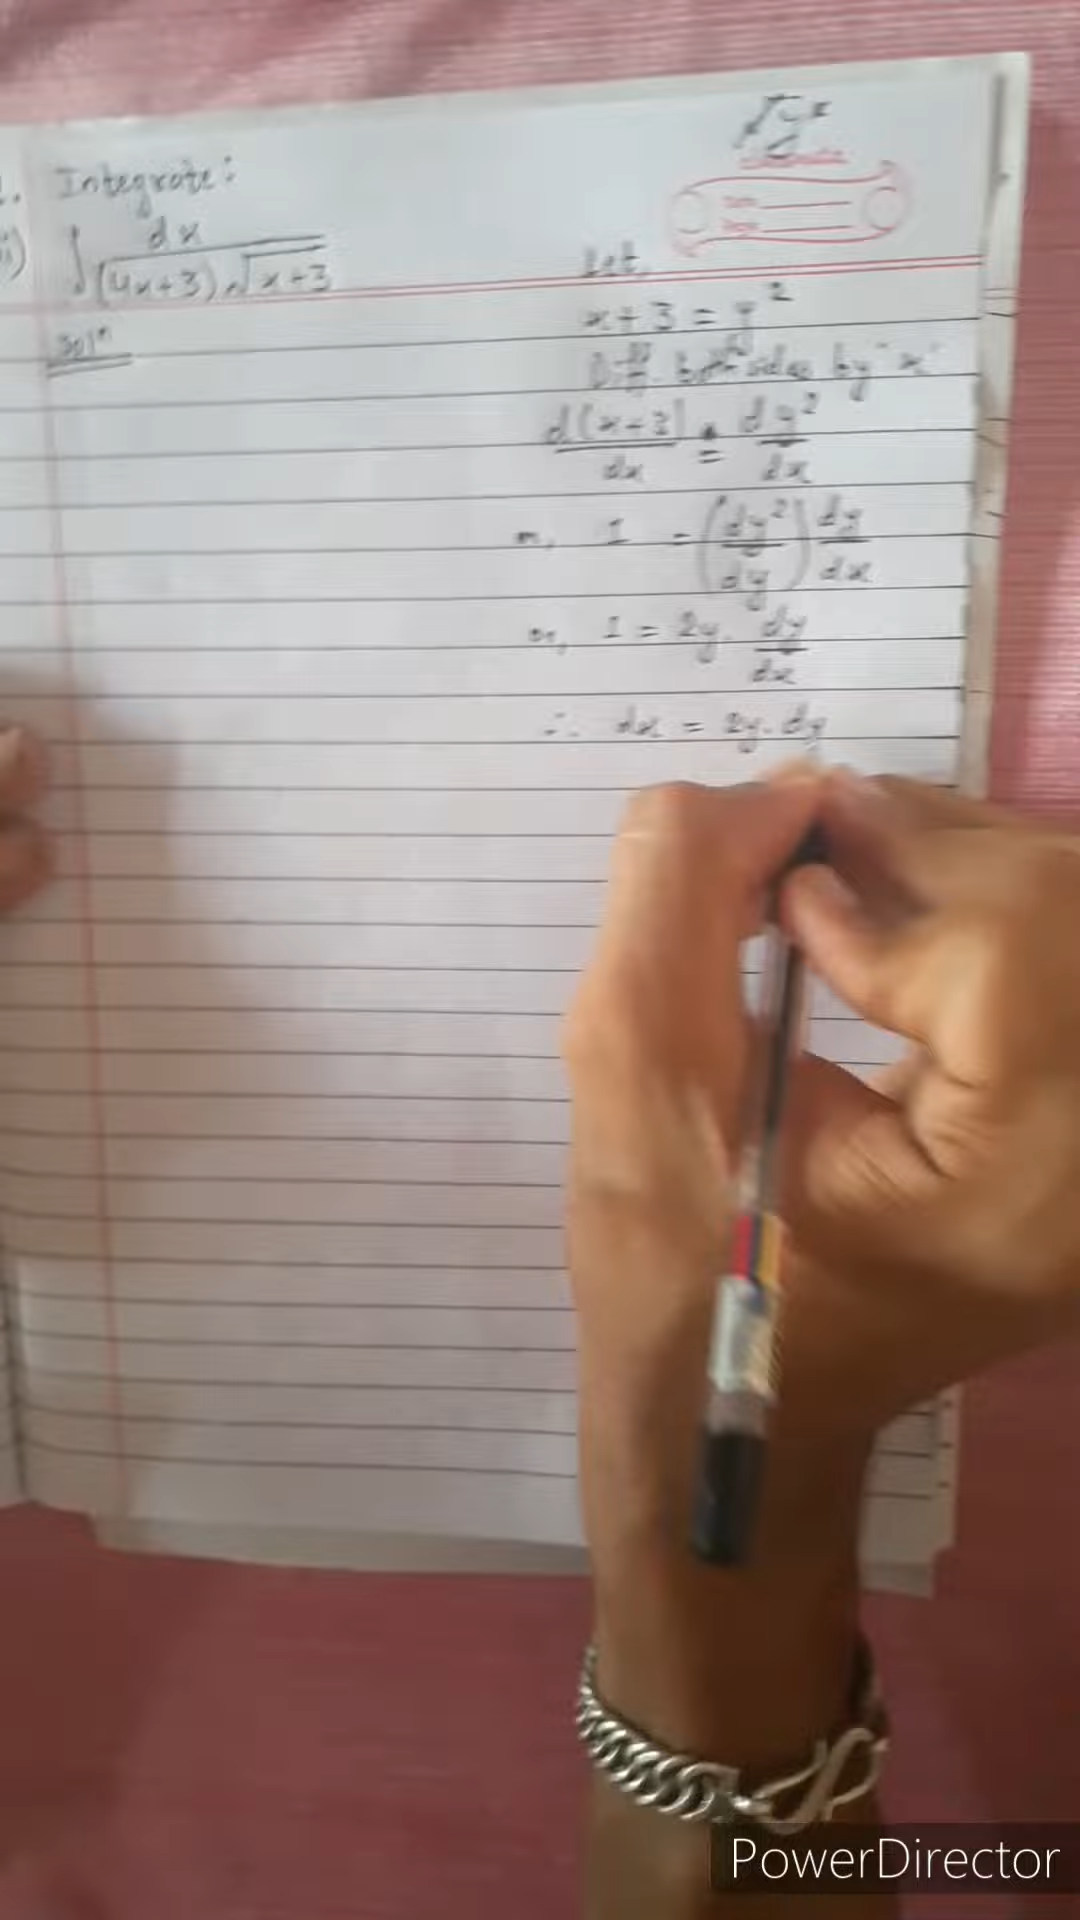 Integrate:
∫ dx / (4x+3)√x+3
Solⁿ
Let,
x+3 = y²
Diff. both sides by "x"
d(x+3)/dx = dy²/dx
or, 1 = (dy²/dy) dy/dx
or, 1 = 2y. dy/dx
∴ dx = 2y. dy
PowerDirector